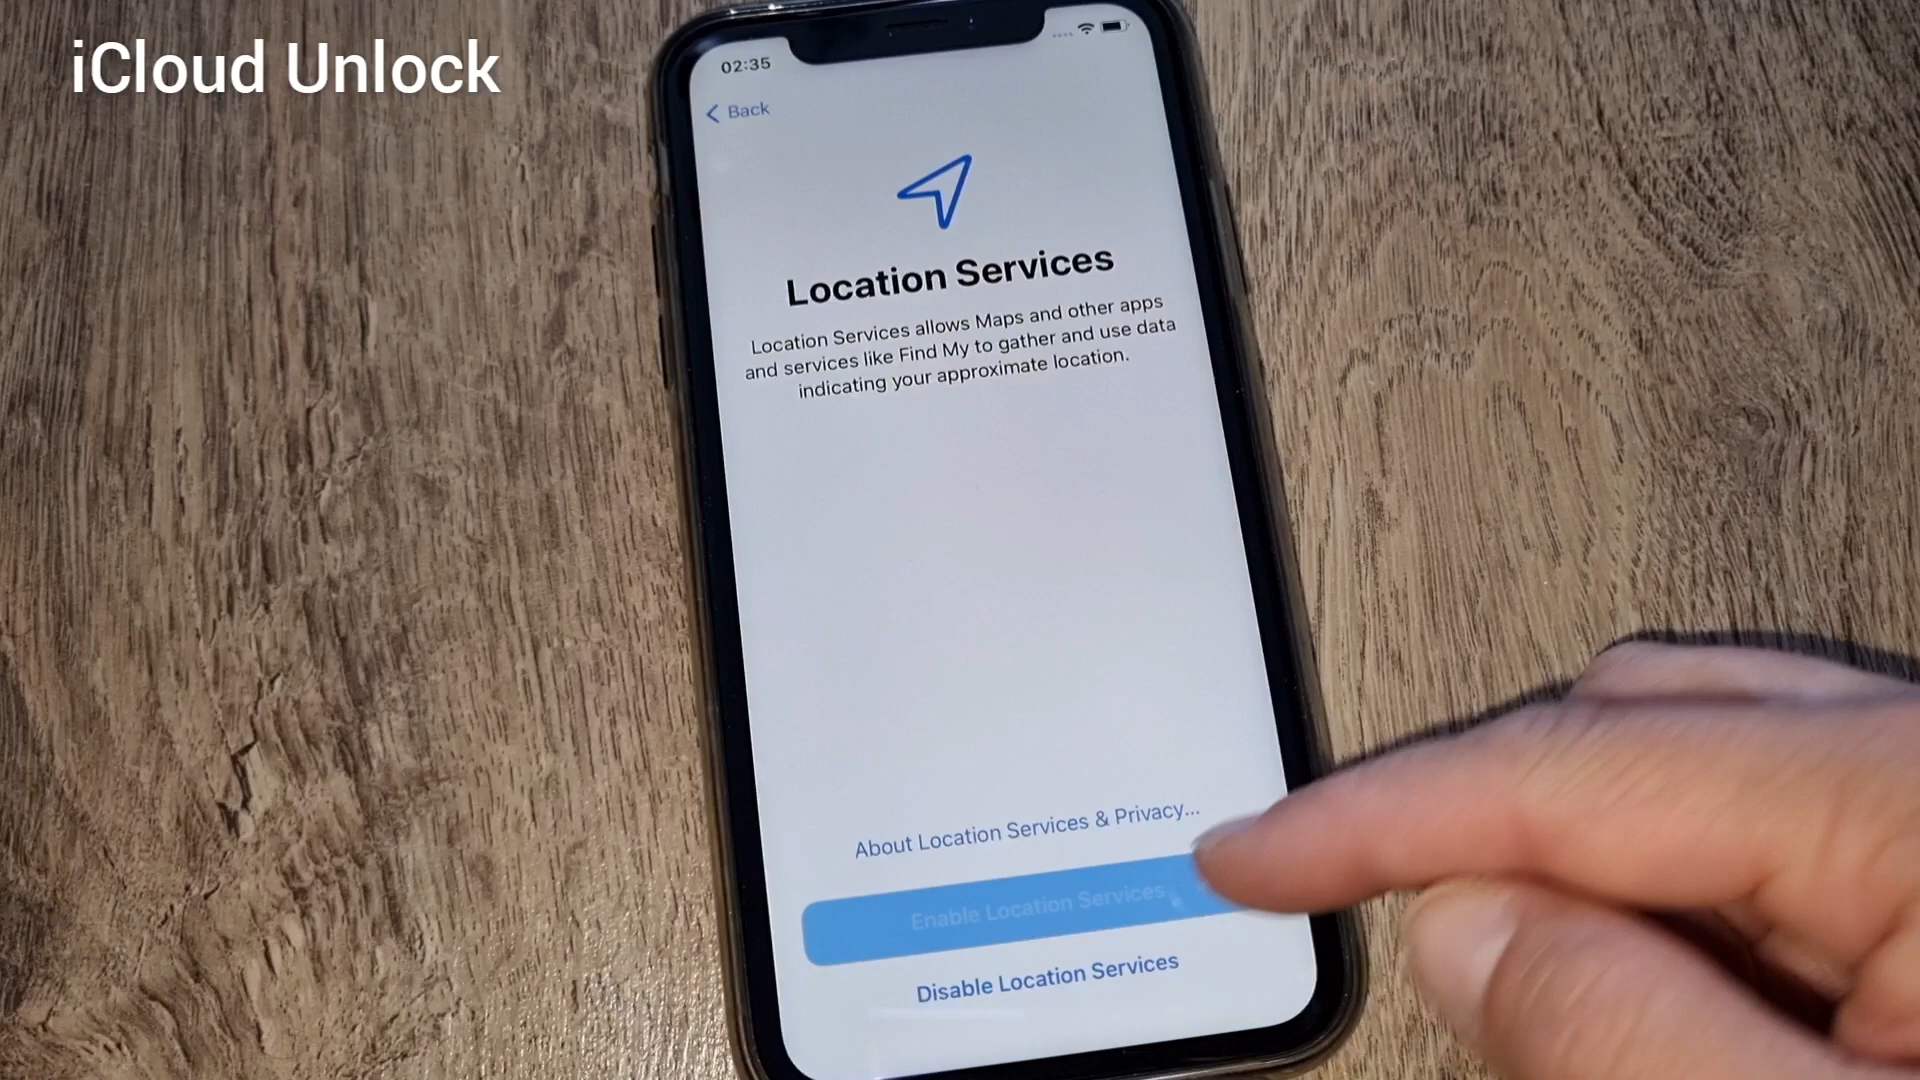 iCloud Unlock
02:35
Back
Location Services
Location Services allows Maps and other apps
and services like Find My to gather and use data
indicating your approximate location.
About Location Services & Privacy...
Enable Location Services
Disable Location Services